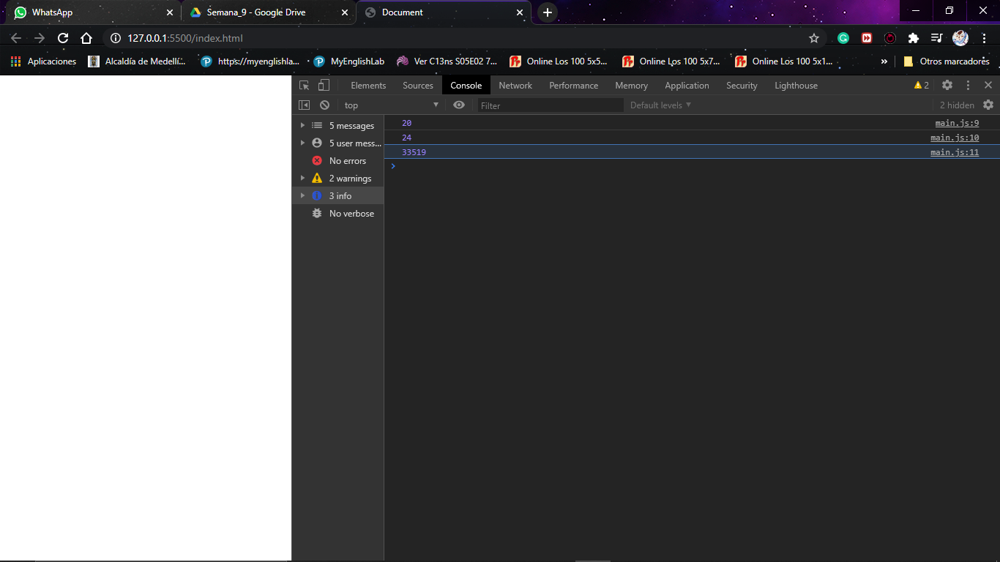 WhatsApp
Semana_9 - Google Drive
Document
127.0.0.1:5500/index.html
Aplicaciones
Alcaldía de Medellí...
https://myenglishla...
MyEnglishLab
Ver C13ns S05E02 7...
Online Los 100 5x5...
Online Los 100 5x7...
Online Los 100 5x1...
»
Otros marcadores
Elements Sources Console Network Performance Memory Application Security Lighthouse 2
top Filter Default levels 2 hidden
5 messages
5 user mess...
No errors
2 warnings
3 info
No verbose
20 main.js:9
24 main.js:10
33519 main.js:11
>